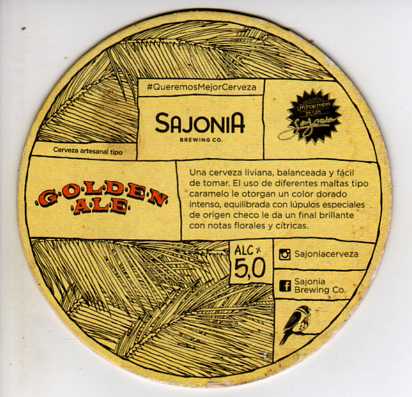 #QueremosMejorCerveza
SAJONIA
BREWING CO.
Cerveza artesanal tipo
GOLDEN
ALE
Una cerveza liviana, balanceada y fácil
de tomar. El uso de diferentes maltas tipo
caramelo le otorgan un color dorado
intenso, equilibrada con lúpulos especiales
de origen checo le da un final brillante
con notas florales y cítricas.
ALC %
5,0
Sajoniacerveza
Sajonia
Brewing Co.